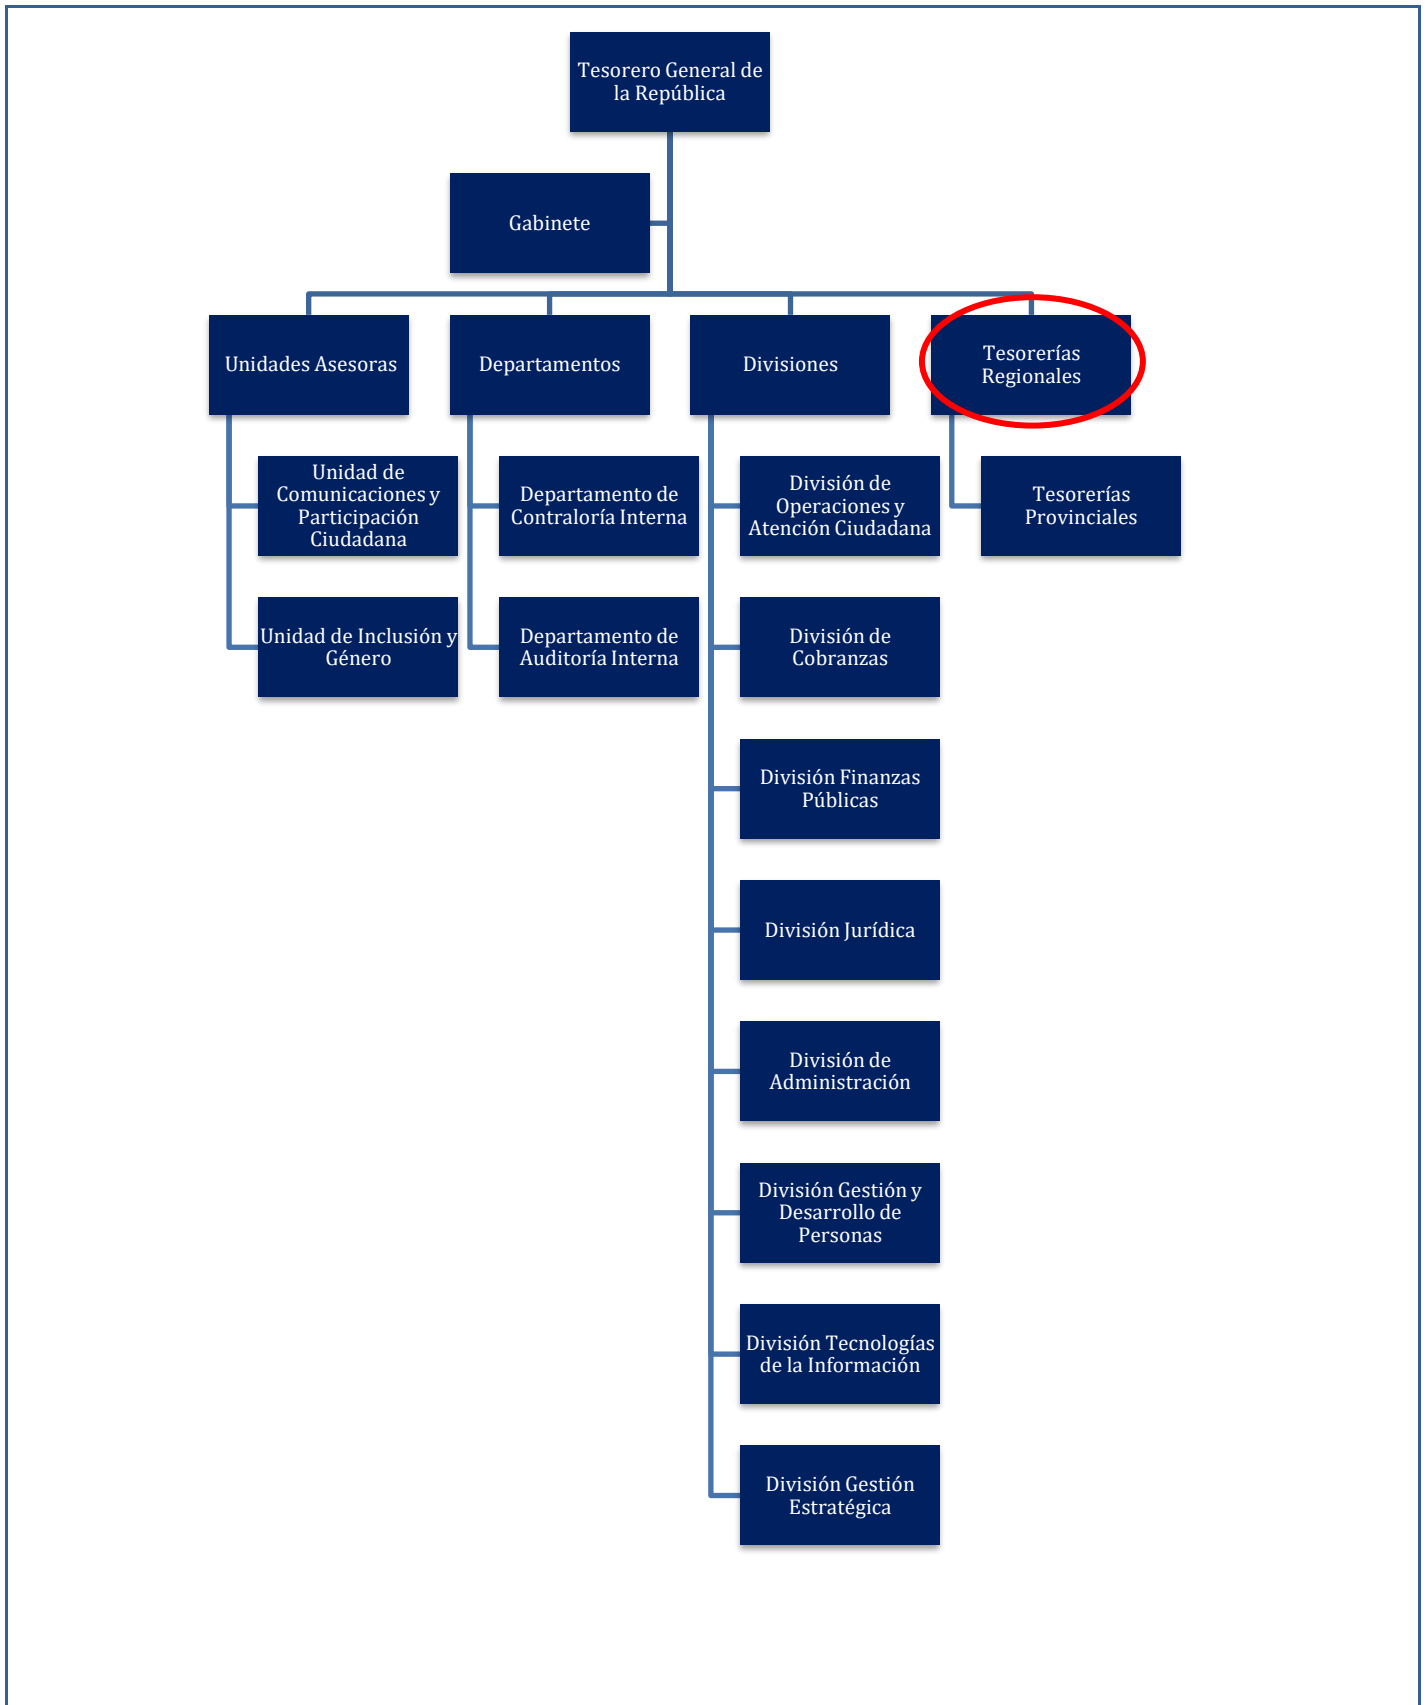 Tesorero General de
la República
Gabinete
Unidades Asesoras
Departamentos
Divisiones
Tesorerías
Regionales
Unidad de
Comunicaciones y
Participación
Ciudadana
Departamento de
Contraloría Interna
División de
Operaciones y
Atención Ciudadana
Tesorerías
Provinciales
Unidad de Inclusión y
Género
Departamento de
Auditoría Interna
División de
Cobranzas
División Finanzas
Públicas
División Jurídica
División de
Administración
División Gestión y
Desarrollo de
Personas
División Tecnologías
de la Información
División Gestión
Estratégica